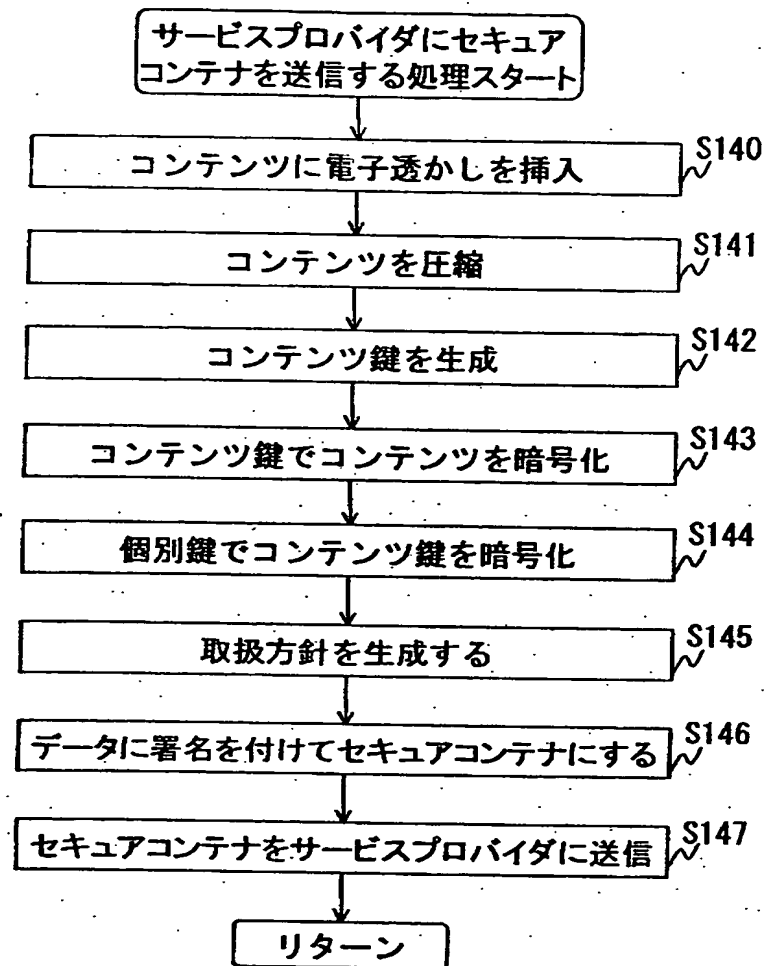 サービスプロバイダにセキュア
コンテナを送信する処理スタート
コンテンツに電子透かしを挿入
S140
コンテンツを圧縮
S141
コンテンツ鍵を生成
S142
コンテンツ鍵でコンテンツを暗号化
S143
個別鍵でコンテンツ鍵を暗号化
S144
取扱方針を生成する
S145
データに署名を付けてセキュアコンテナにする
S146
セキュアコンテナをサービスプロバイダに送信
S147
リターン